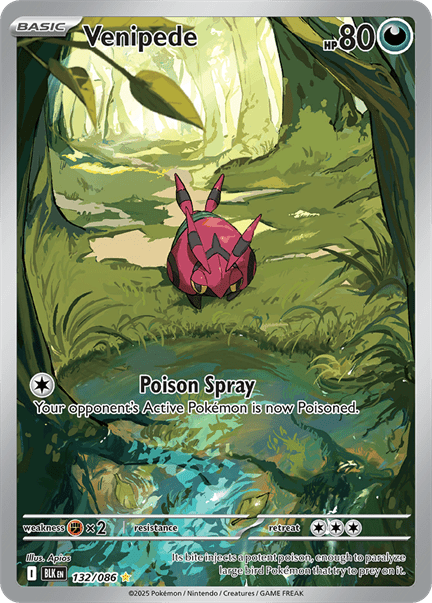 BASIC
Venipede
HP 80
Poison Spray
Your opponent's Active Pokémon is now Poisoned.
weakness ×2 resistance retreat
Illus. Apios
I BLK EN 132/086
Its bite injects a potent poison, enough to paralyze
large bird Pokémon that try to prey on it.
©2025 Pokémon / Nintendo / Creatures / GAME FREAK